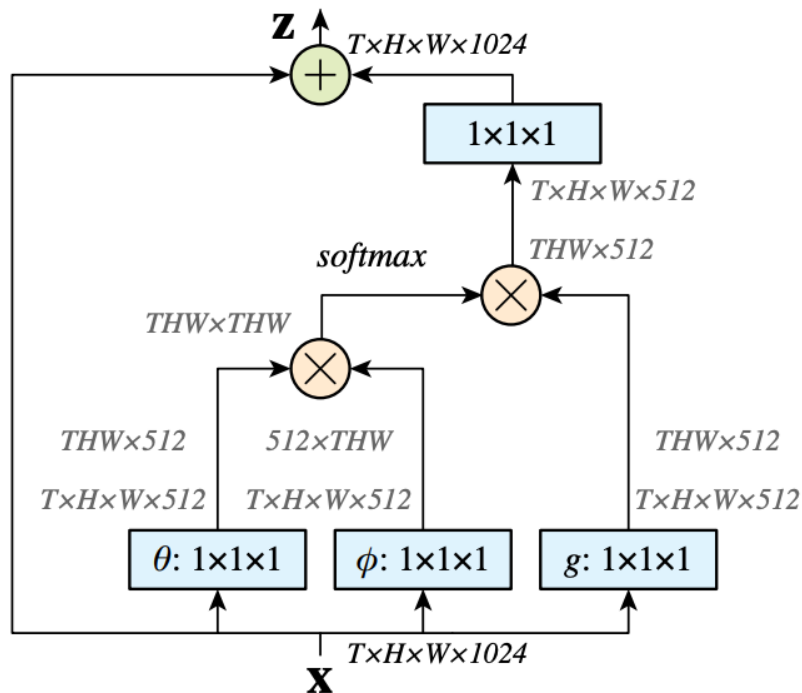 z
T×H×W×1024
+
1×1×1
T×H×W×512
THW×512
softmax
×
THW×THW
×
THW×512 512×THW THW×512
T×H×W×512 T×H×W×512 T×H×W×512
θ: 1×1×1 ϕ: 1×1×1 g: 1×1×1
T×H×W×1024
x